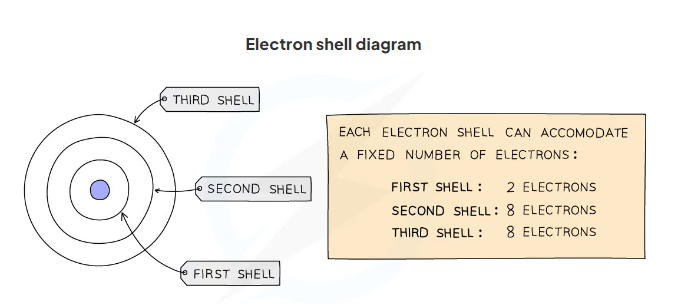 Electron shell diagram
THIRD SHELL
SECOND SHELL
FIRST SHELL
EACH ELECTRON SHELL CAN ACCOMODATE
A FIXED NUMBER OF ELECTRONS:
FIRST SHELL: 2 ELECTRONS
SECOND SHELL: 8 ELECTRONS
THIRD SHELL: 8 ELECTRONS